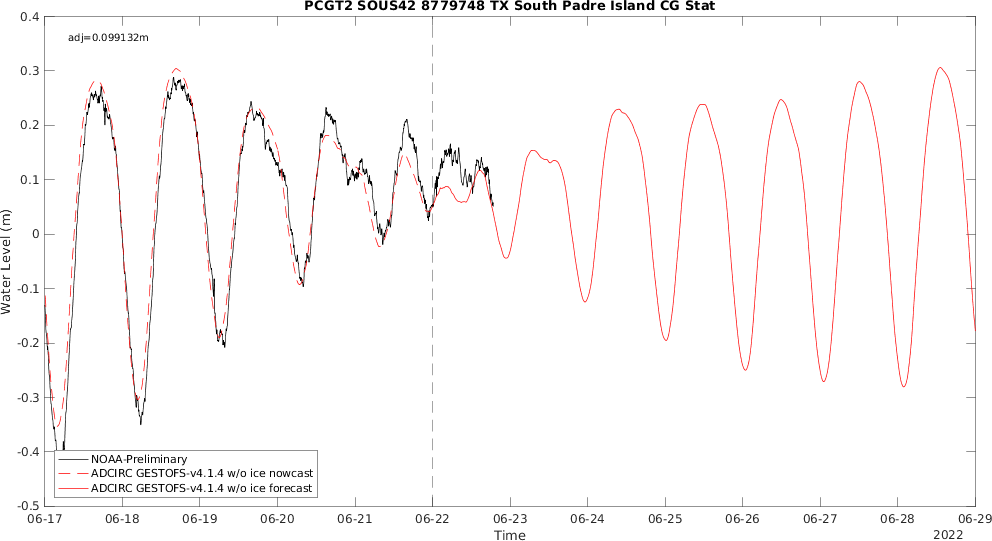 PCGT2 SOUS42 8779748 TX South Padre Island CG Stat
adj=0.099132m
0.4
0.3
0.2
0.1
0
-0.1
-0.2
-0.3
-0.4
-0.5
Water Level (m)
NOAA-Preliminary
ADCIRC GESTOFS-v4.1.4 w/o ice nowcast
ADCIRC GESTOFS-v4.1.4 w/o ice forecast
06-17 06-18 06-19 06-20 06-21 06-22 06-23 06-24 06-25 06-26 06-27 06-28 06-29
Time
2022